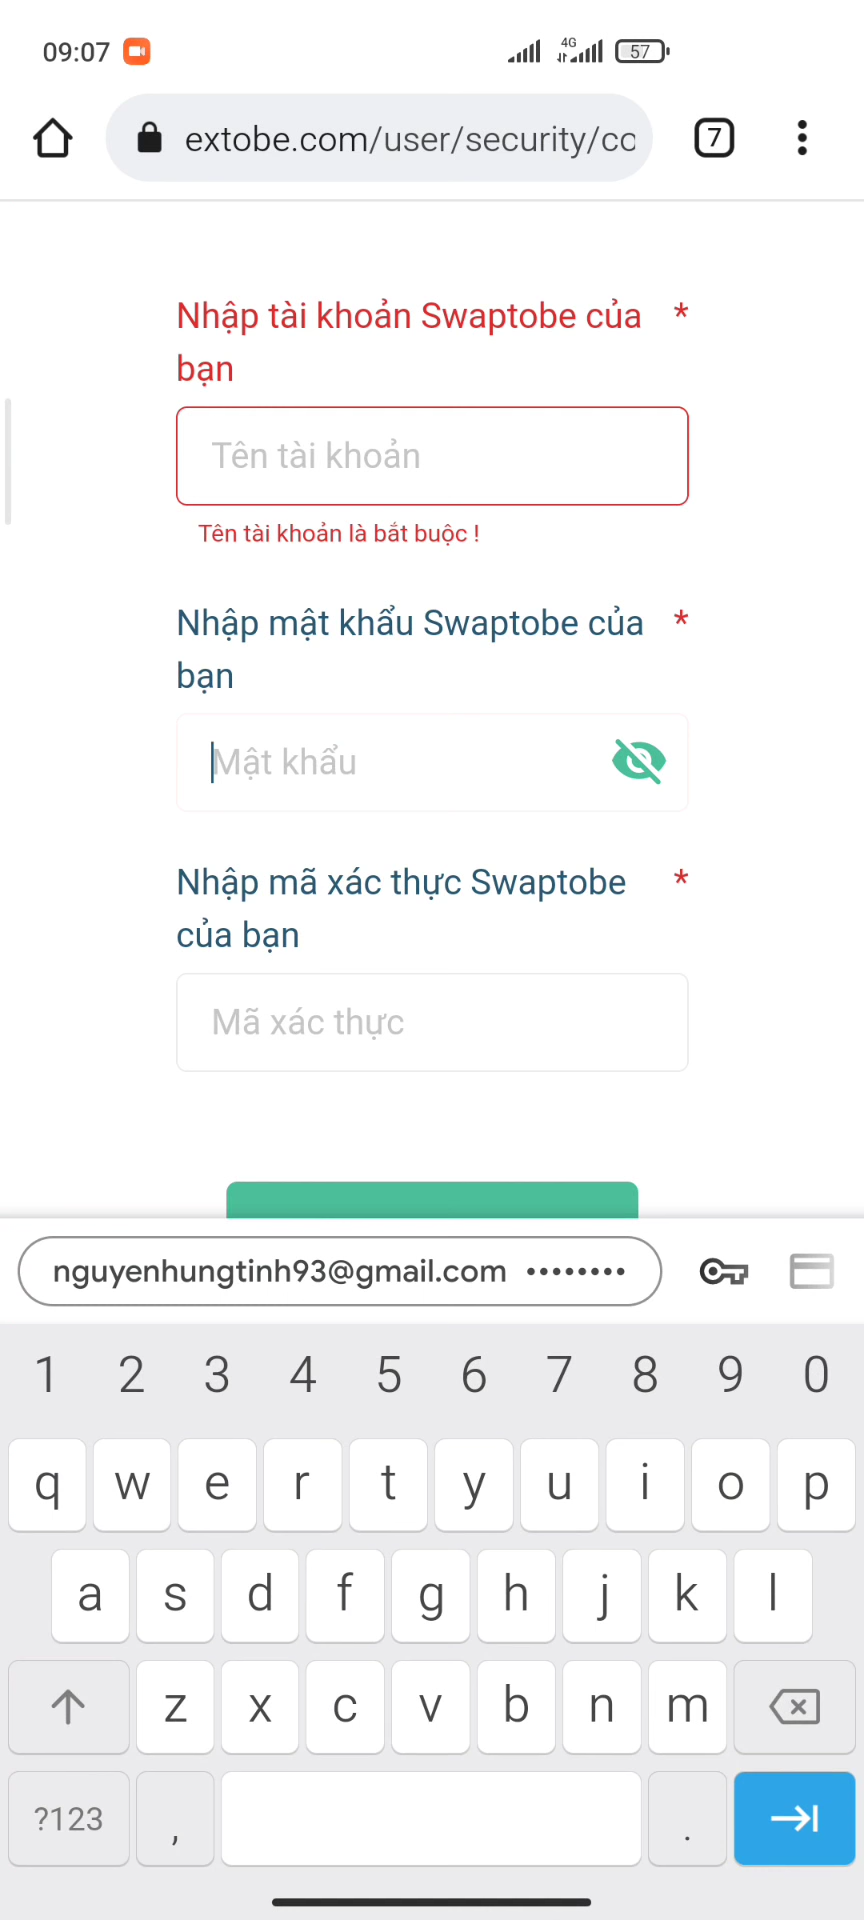 09:07 4G 57
extobe.com/user/security/co 7
Nhập tài khoản Swaptobe của *
bạn
Tên tài khoản
Tên tài khoản là bắt buộc !
Nhập mật khẩu Swaptobe của *
bạn
Mật khẩu
Nhập mã xác thực Swaptobe *
của bạn
Mã xác thực
nguyenhungtinh93@gmail.com ••••••••
1 2 3 4 5 6 7 8 9 0
q w e r t y u i o p
a s d f g h j k l
z x c v b n m
?123 , .